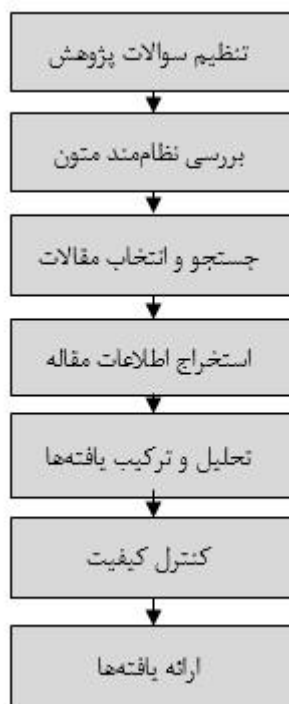 تنظیم سوالات پژوهش
بررسی نظام‌مند متون
جستجو و انتخاب مقالات
استخراج اطلاعات مقاله
تحلیل و ترکیب یافته‌ها
کنترل کیفیت
ارائه یافته‌ها